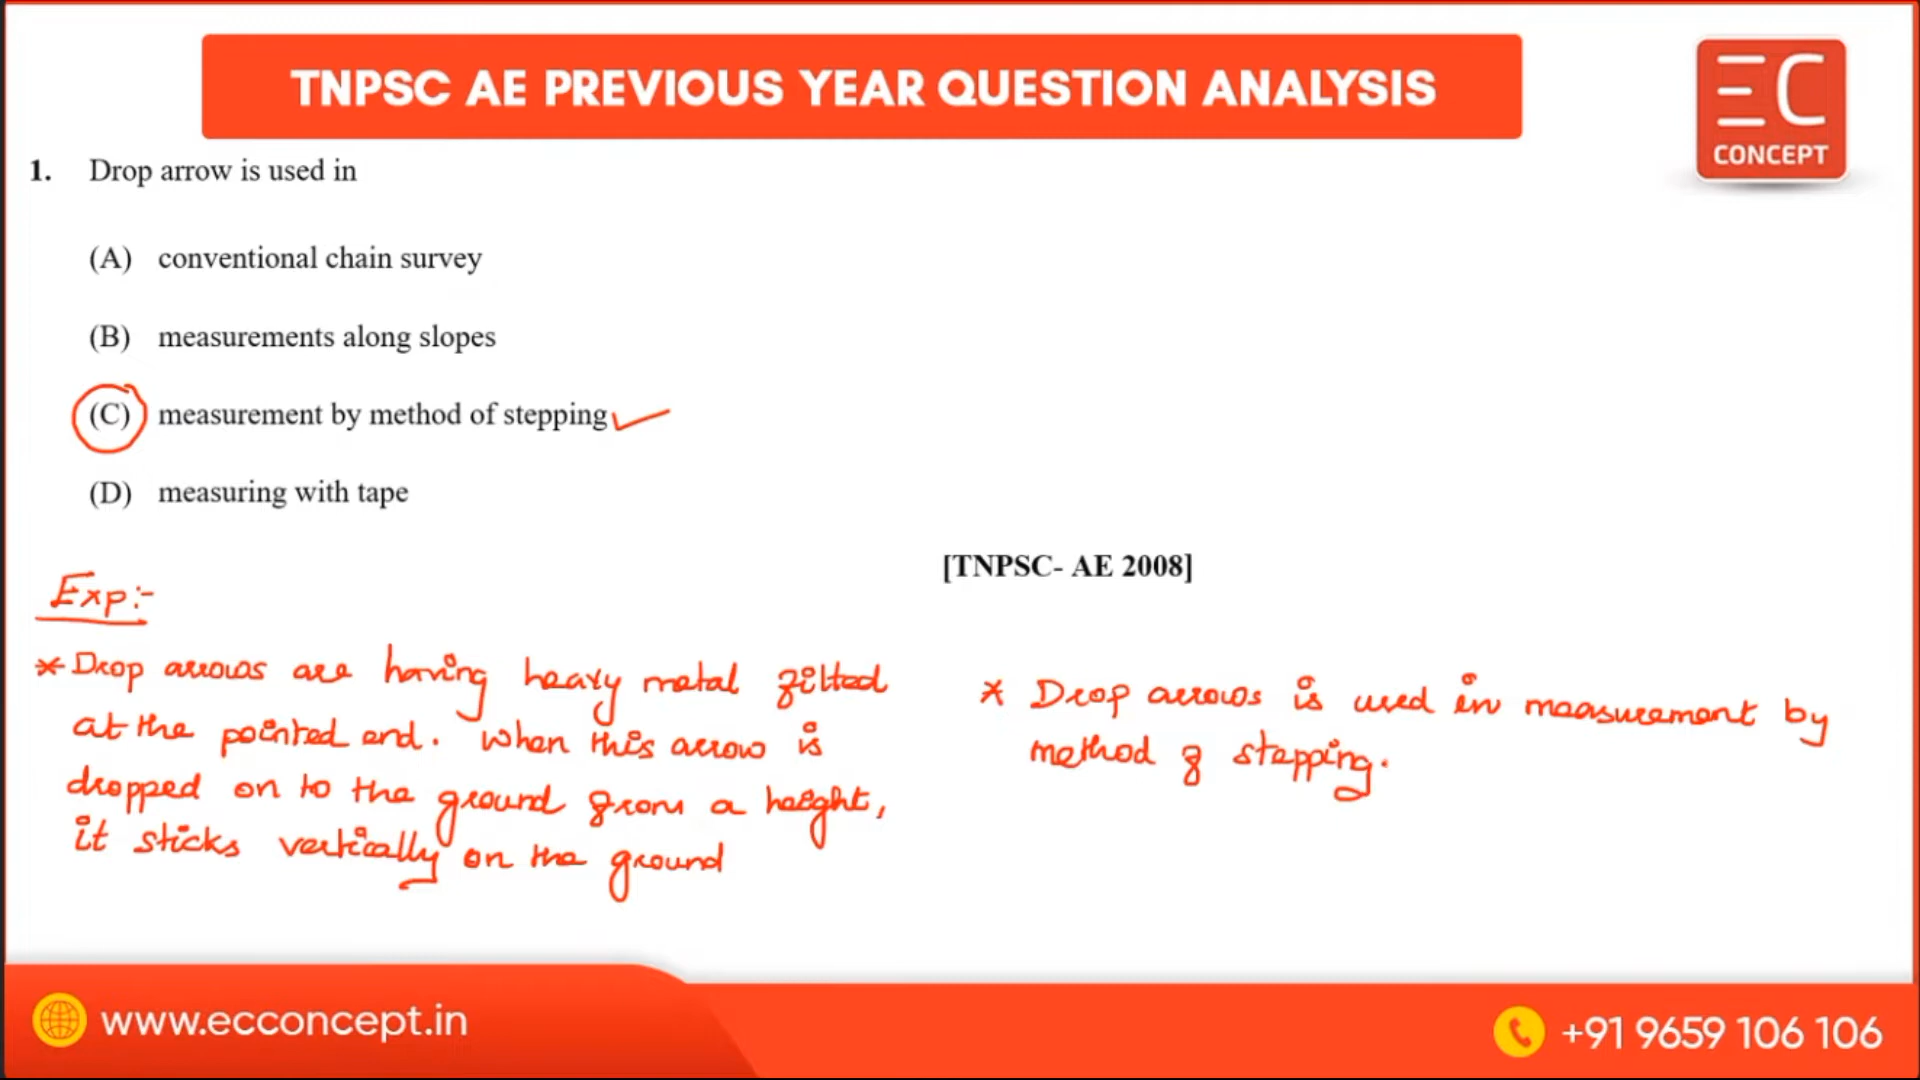 TNPSC AE PREVIOUS YEAR QUESTION ANALYSIS
EC
CONCEPT
1. Drop arrow is used in
(A) conventional chain survey
(B) measurements along slopes
(C) measurement by method of stepping
(D) measuring with tape
[TNPSC- AE 2008]
Exp:-
* Drop arrows are having heavy metal fitted
at the pointed end. When this arrow is
dropped on to the ground from a height,
it sticks vertically on the ground
* Drop arrows is used in measurement by
method of stepping.
www.ecconcept.in
+91 9659 106 106